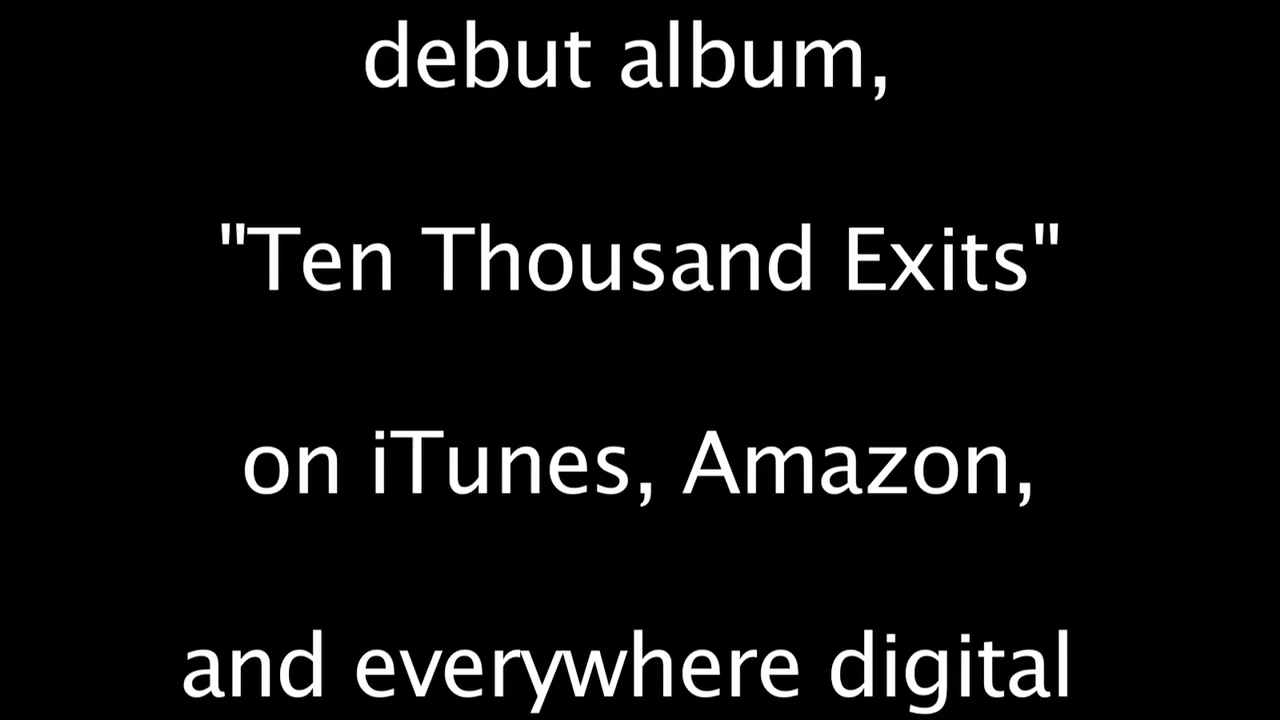 debut album,
"Ten Thousand Exits"
on iTunes, Amazon,
and everywhere digital